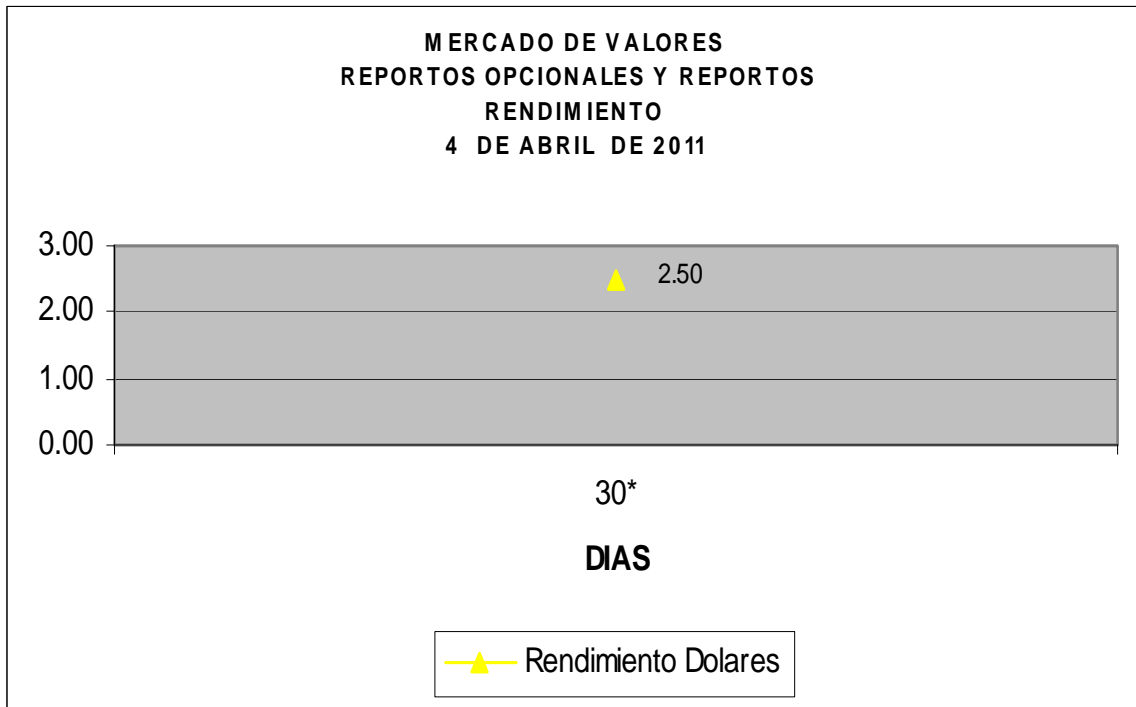 MERCADO DE VALORES
REPORTOS OPCIONALES Y REPORTOS
RENDIMIENTO
4 DE ABRIL DE 2011
3.00
2.50
2.00
1.00
0.00
30*
DIAS
Rendimiento Dolares